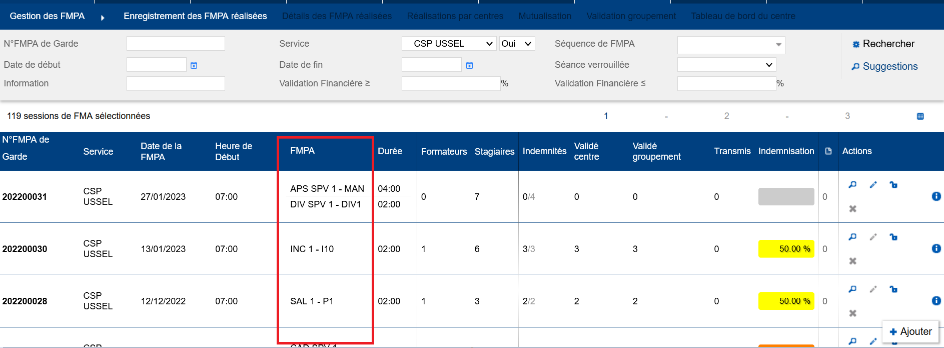 Gestion des FMPA Enregistrement des FMPA réalisées Détails des FMPA réalisées Réalisations par centres Mutualisation Validation groupement Tableau de bord du centre
N°FMPA de Garde Service CSP USSEL Oui Séquence de FMPA Rechercher
Date de début Date de fin Séance verrouillée Suggestions
Information Validation Financière ≥ % Validation Financière ≤ %
119 sessions de FMA sélectionnées 1 - 2 - 3
N°FMPA de Garde Service Date de la FMPA Heure de Début FMPA Durée Formateurs Stagiaires Indemnités Validé centre Validé groupement Transmis Indemnisation Actions
202200031 CSP USSEL 27/01/2023 07:00 APS SPV 1 - MAN 04:00 0 7 0/4 0 0 0 0
DIV SPV 1 - DIV1 02:00
202200030 CSP USSEL 13/01/2023 07:00 INC 1 - I10 02:00 1 6 3/3 3 3 0 50.00 % 0
202200028 CSP USSEL 12/12/2022 07:00 SAL 1 - P1 02:00 1 3 2/2 2 2 0 50.00 % 0
Ajouter